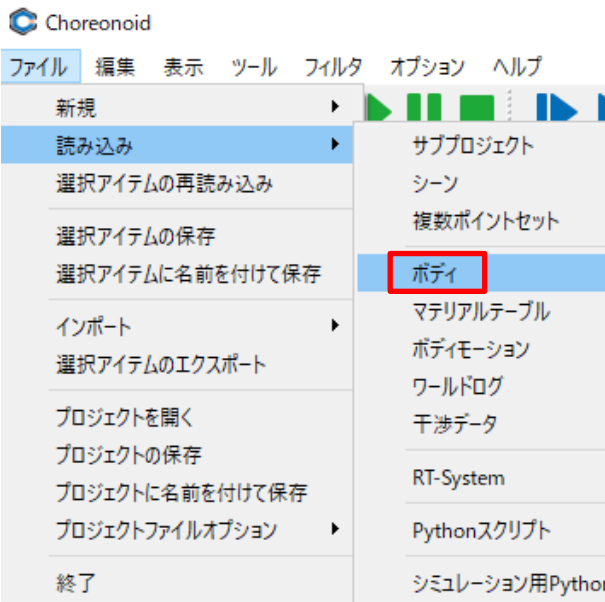 Choreonoid
ファイル 編集 表示 ツール フィルタ オプション ヘルプ
新規
読み込み
選択アイテムの再読み込み
選択アイテムの保存
選択アイテムに名前を付けて保存
インポート
選択アイテムのエクスポート
プロジェクトを開く
プロジェクトの保存
プロジェクトに名前を付けて保存
プロジェクトファイルオプション
終了
サブプロジェクト
シーン
複数ポイントセット
ボディ
マテリアルテーブル
ボディモーション
ワールドログ
干渉データ
RT-System
Pythonスクリプト
シミュレーション用Python